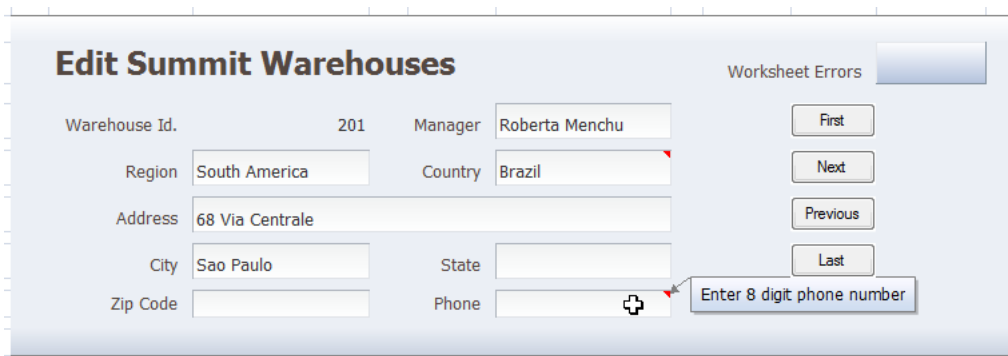 Edit Summit Warehouses
Worksheet Errors
Warehouse Id. 201 Manager Roberta Menchu First
Region South America Country Brazil Next
Address 68 Via Centrale Previous
City Sao Paulo State Last
Zip Code Phone Enter 8 digit phone number